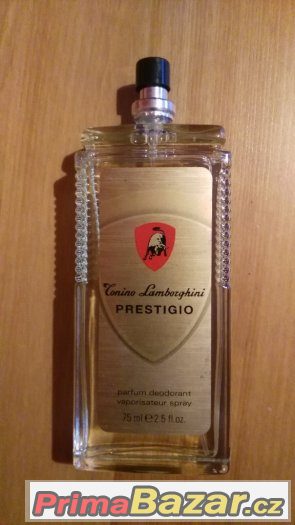 Tonino Lamborghini
PRESTIGIO
parfum deodorant
vaporisateur spray
75 ml e 2.5 fl.oz.
PrimaBazar.cz